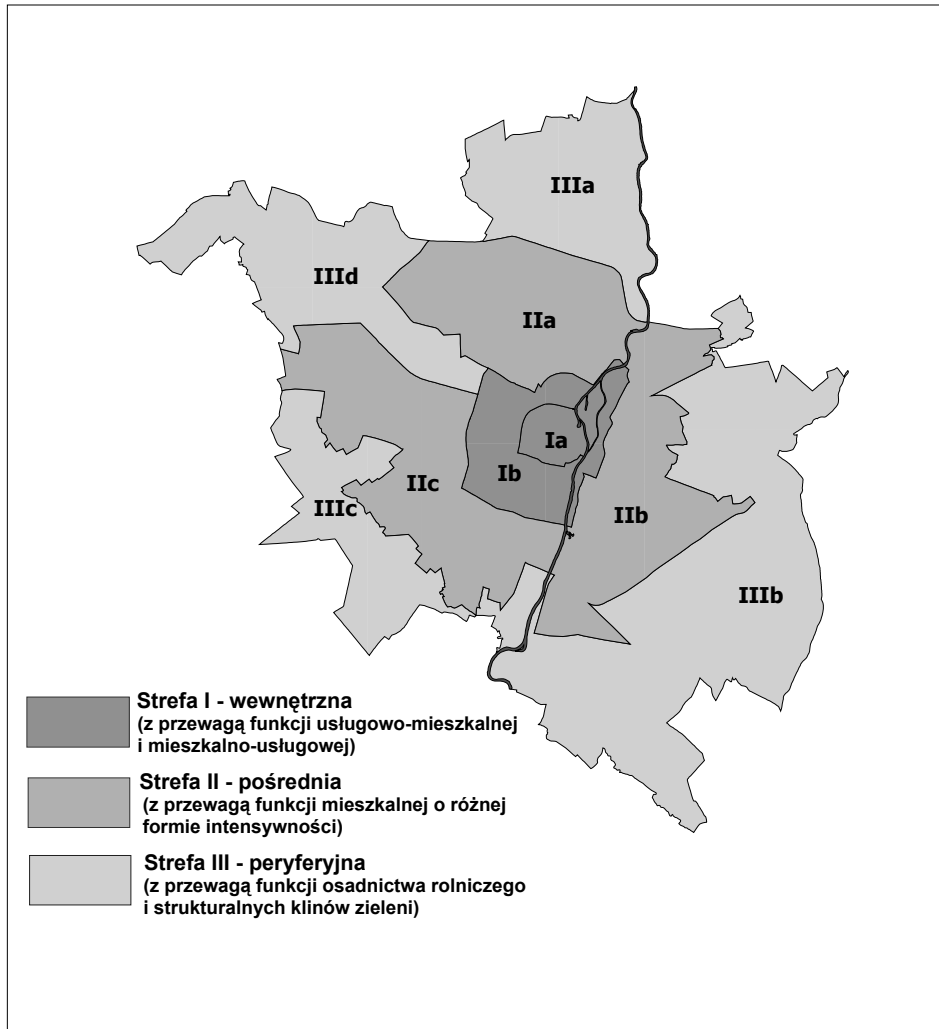 IIIa
IIId
IIa
Ia
Ib
IIc
IIIc
IIb
IIIb
Strefa I - wewnętrzna
(z przewagą funkcji usługowo-mieszkalnej
i mieszkalno-usługowej)
Strefa II - pośrednia
(z przewagą funkcji mieszkalnej o różnej
formie intensywności)
Strefa III - peryferyjna
(z przewagą funkcji osadnictwa rolniczego
i strukturalnych klinów zieleni)